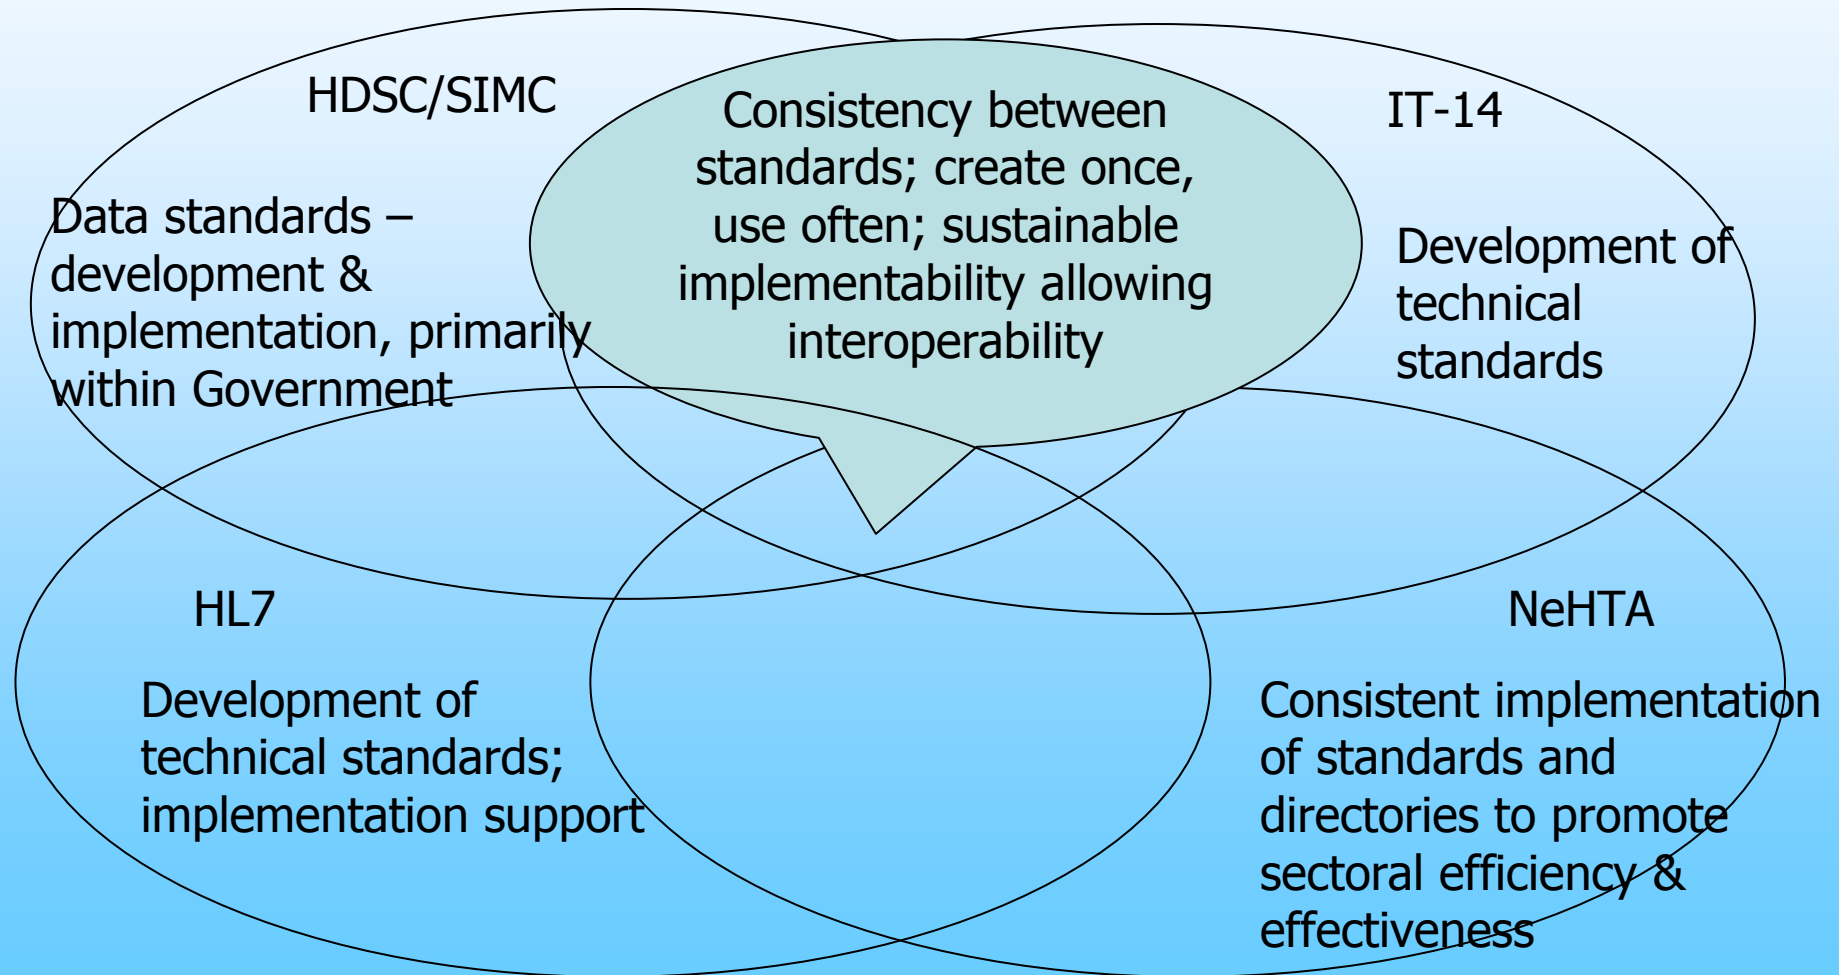 HDSC/SIMC
Data standards –
development &
implementation, primarily
within Government
Consistency between
standards; create once,
use often; sustainable
implementability allowing
interoperability
IT-14
Development of
technical
standards
HL7
Development of
technical standards;
implementation support
NeHTA
Consistent implementation
of standards and
directories to promote
sectoral efficiency &
effectiveness